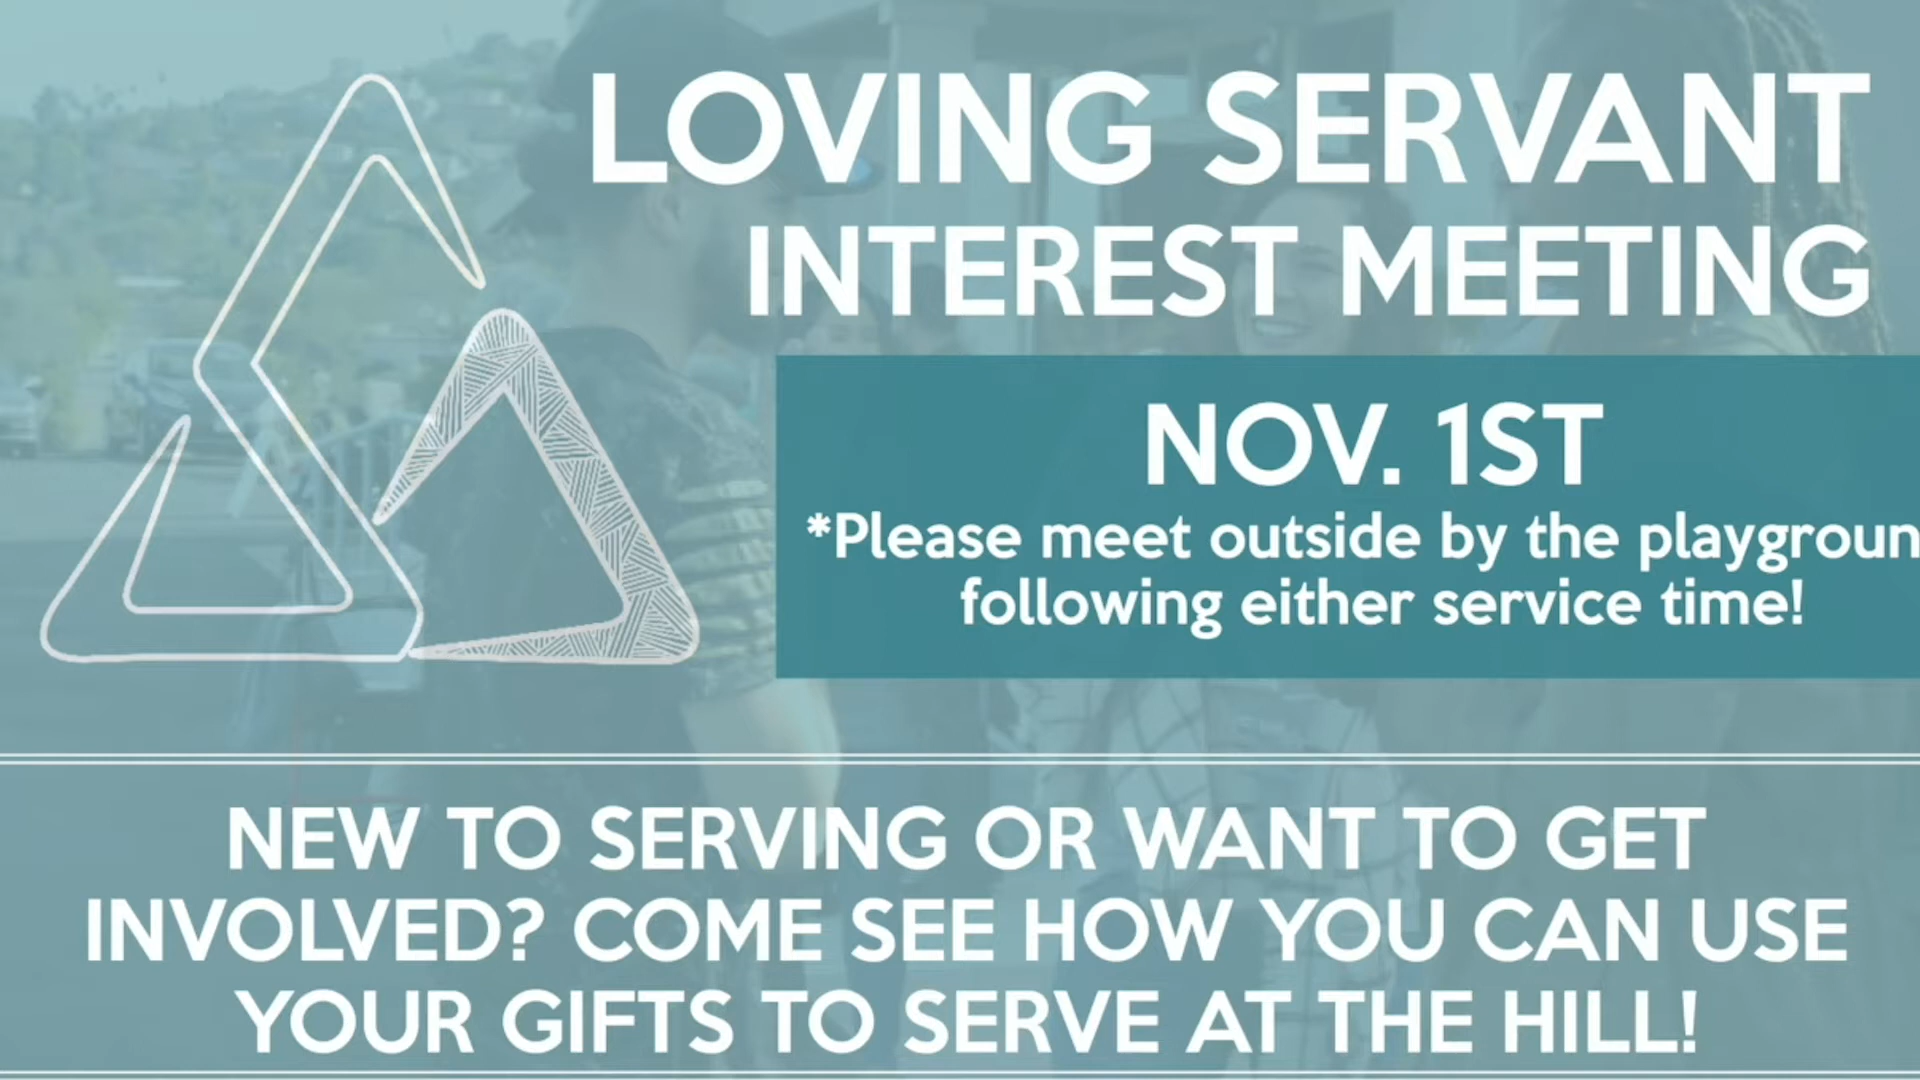 LOVING SERVANT
INTEREST MEETING
NOV. 1ST
*Please meet outside by the playgroun
following either service time!
NEW TO SERVING OR WANT TO GET
INVOLVED? COME SEE HOW YOU CAN USE
YOUR GIFTS TO SERVE AT THE HILL!